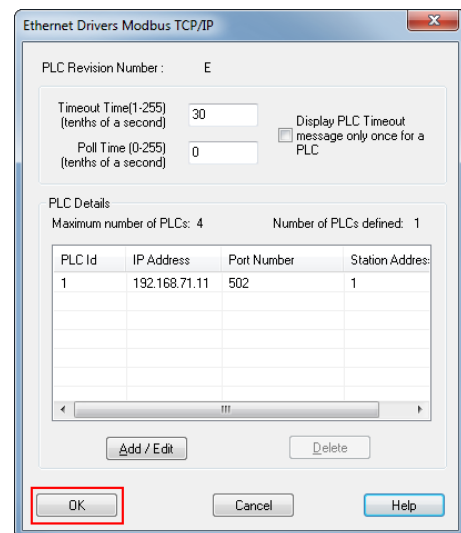 Ethernet Drivers Modbus TCP/IP
PLC Revision Number : E
Timeout Time(1-255)
(tenths of a second)
30
Poll Time (0-255)
(tenths of a second)
0
Display PLC Timeout
message only once for a
PLC
PLC Details
Maximum number of PLCs: 4 Number of PLCs defined: 1
PLC Id IP Address Port Number Station Addres
1 192.168.71.11 502 1
Add / Edit Delete
OK Cancel Help